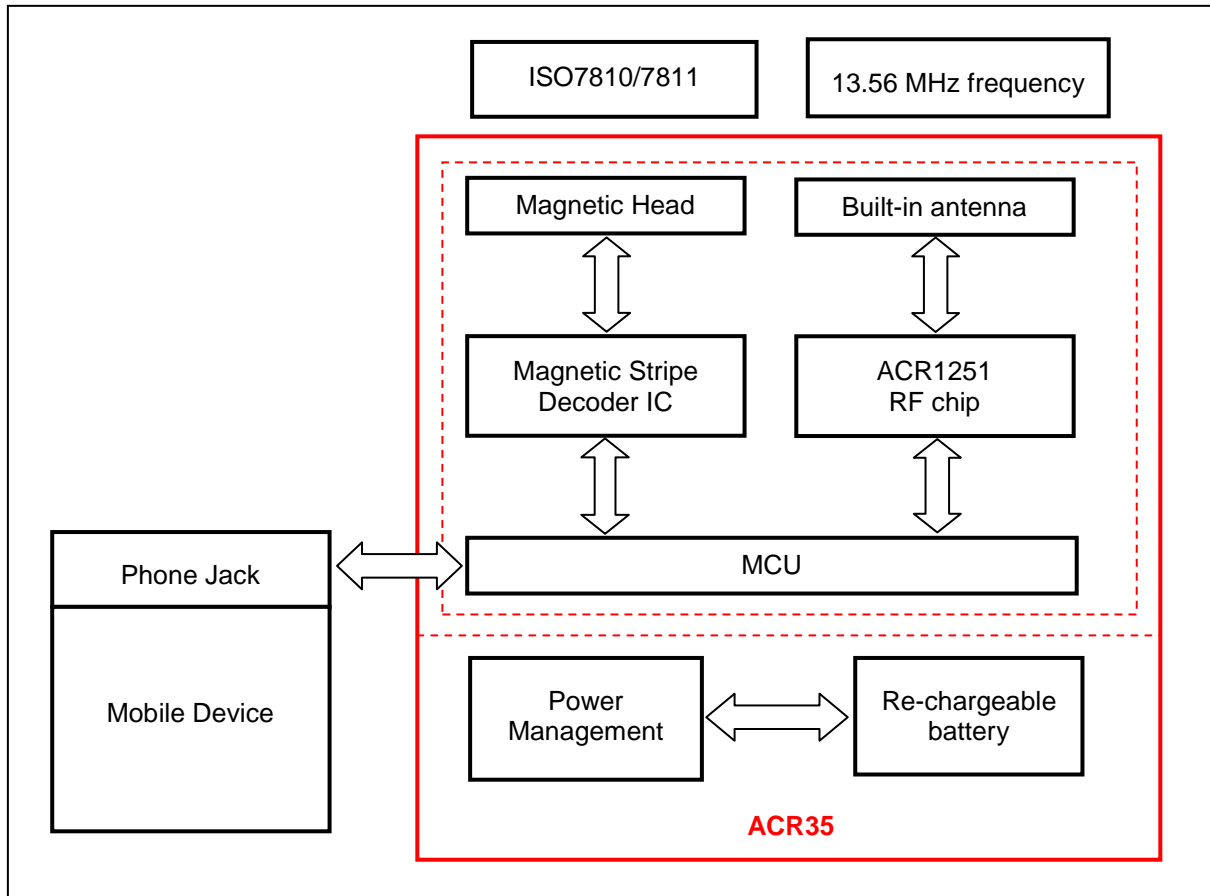 ISO7810/7811
13.56 MHz frequency
Magnetic Head
Built-in antenna
Magnetic Stripe
Decoder IC
ACR1251
RF chip
Phone Jack
MCU
Mobile Device
Power
Management
Re-chargeable
battery
ACR35